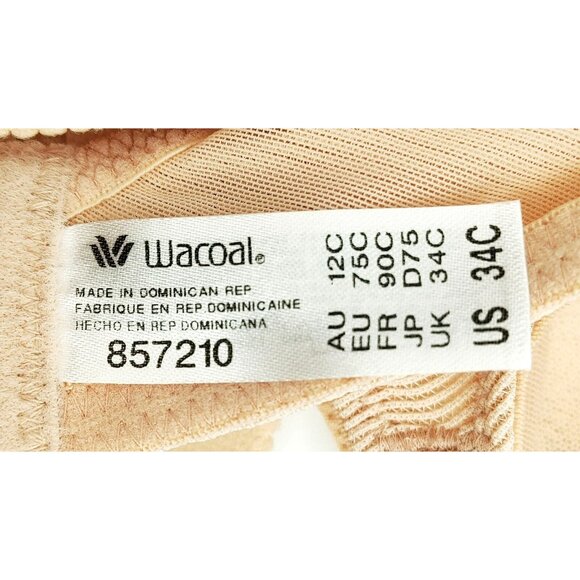 Wacoal®
MADE IN DOMINICAN REP
FABRIQUE EN REP. DOMINICAINE
HECHO EN REP DOMINICANA
857210
AU 12C
EU 75C
FR 90C
JP D75
UK 34C
US 34C